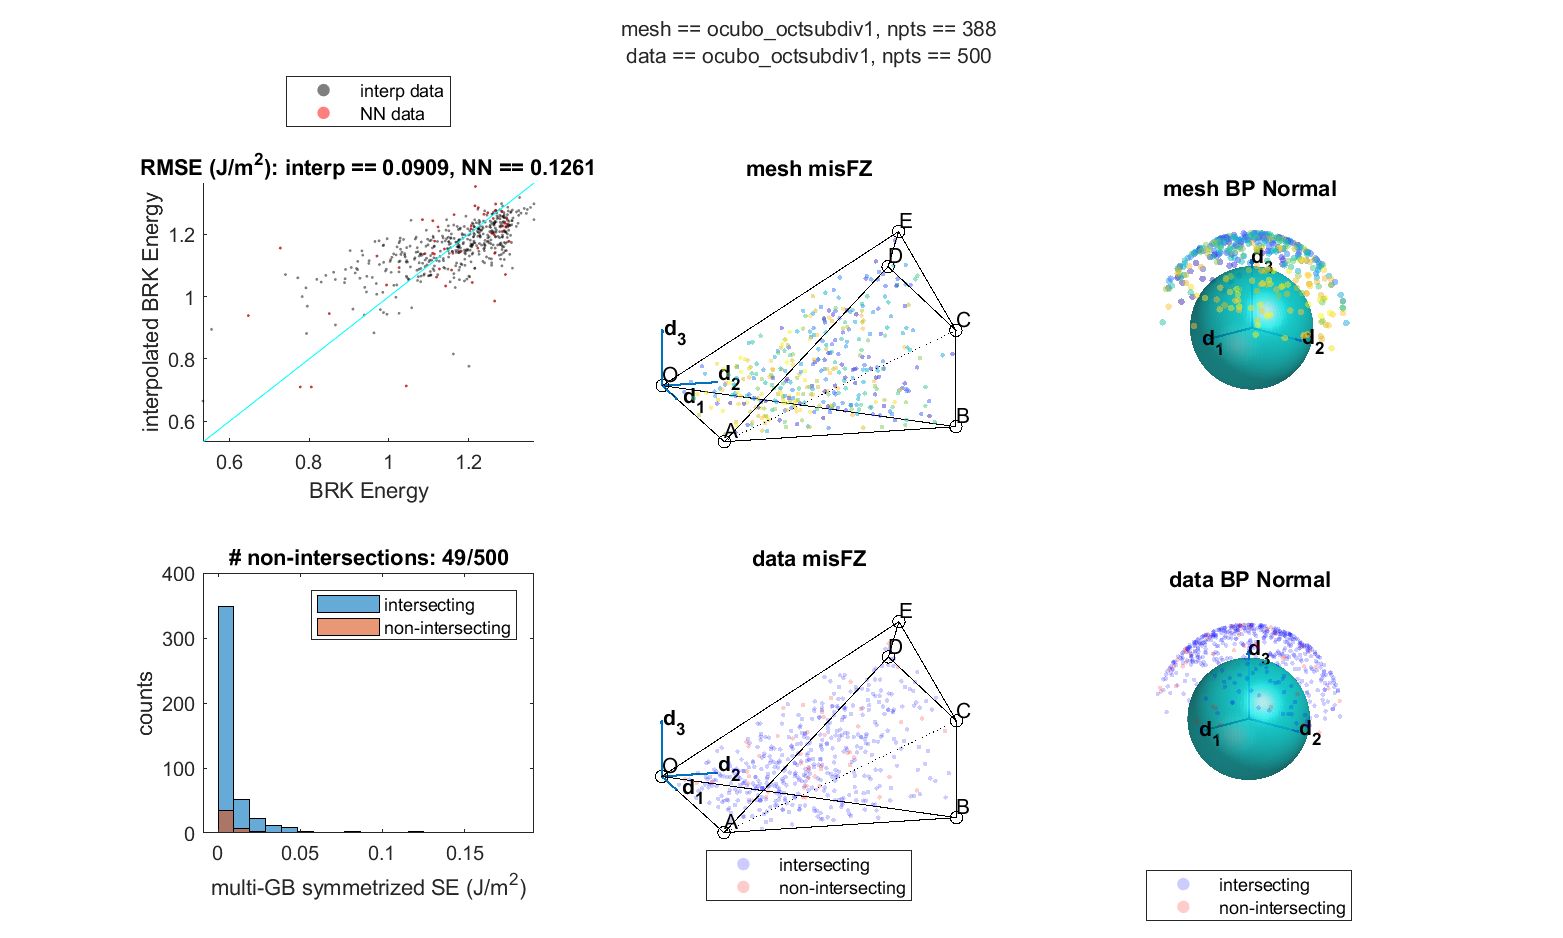 mesh == ocubo_octsubdiv1, npts == 388
data == ocubo_octsubdiv1, npts == 500
interp data
NN data
RMSE (J/m²): interp == 0.0909, NN == 0.1261
interpolated BRK Energy
1.2
1
0.8
0.6
0.6
0.8
1
1.2
BRK Energy
mesh misFZ
E
D
C
d₃
O
d₂
d₁
A
B
mesh BP Normal
d₃
d₁
d₂
# non-intersections: 49/500
counts
400
300
200
100
0
intersecting
non-intersecting
0
0.05
0.1
0.15
multi-GB symmetrized SE (J/m²)
data misFZ
E
D
C
d₃
O
d₂
d₁
A
B
intersecting
non-intersecting
data BP Normal
d₃
d₁
d₂
intersecting
non-intersecting